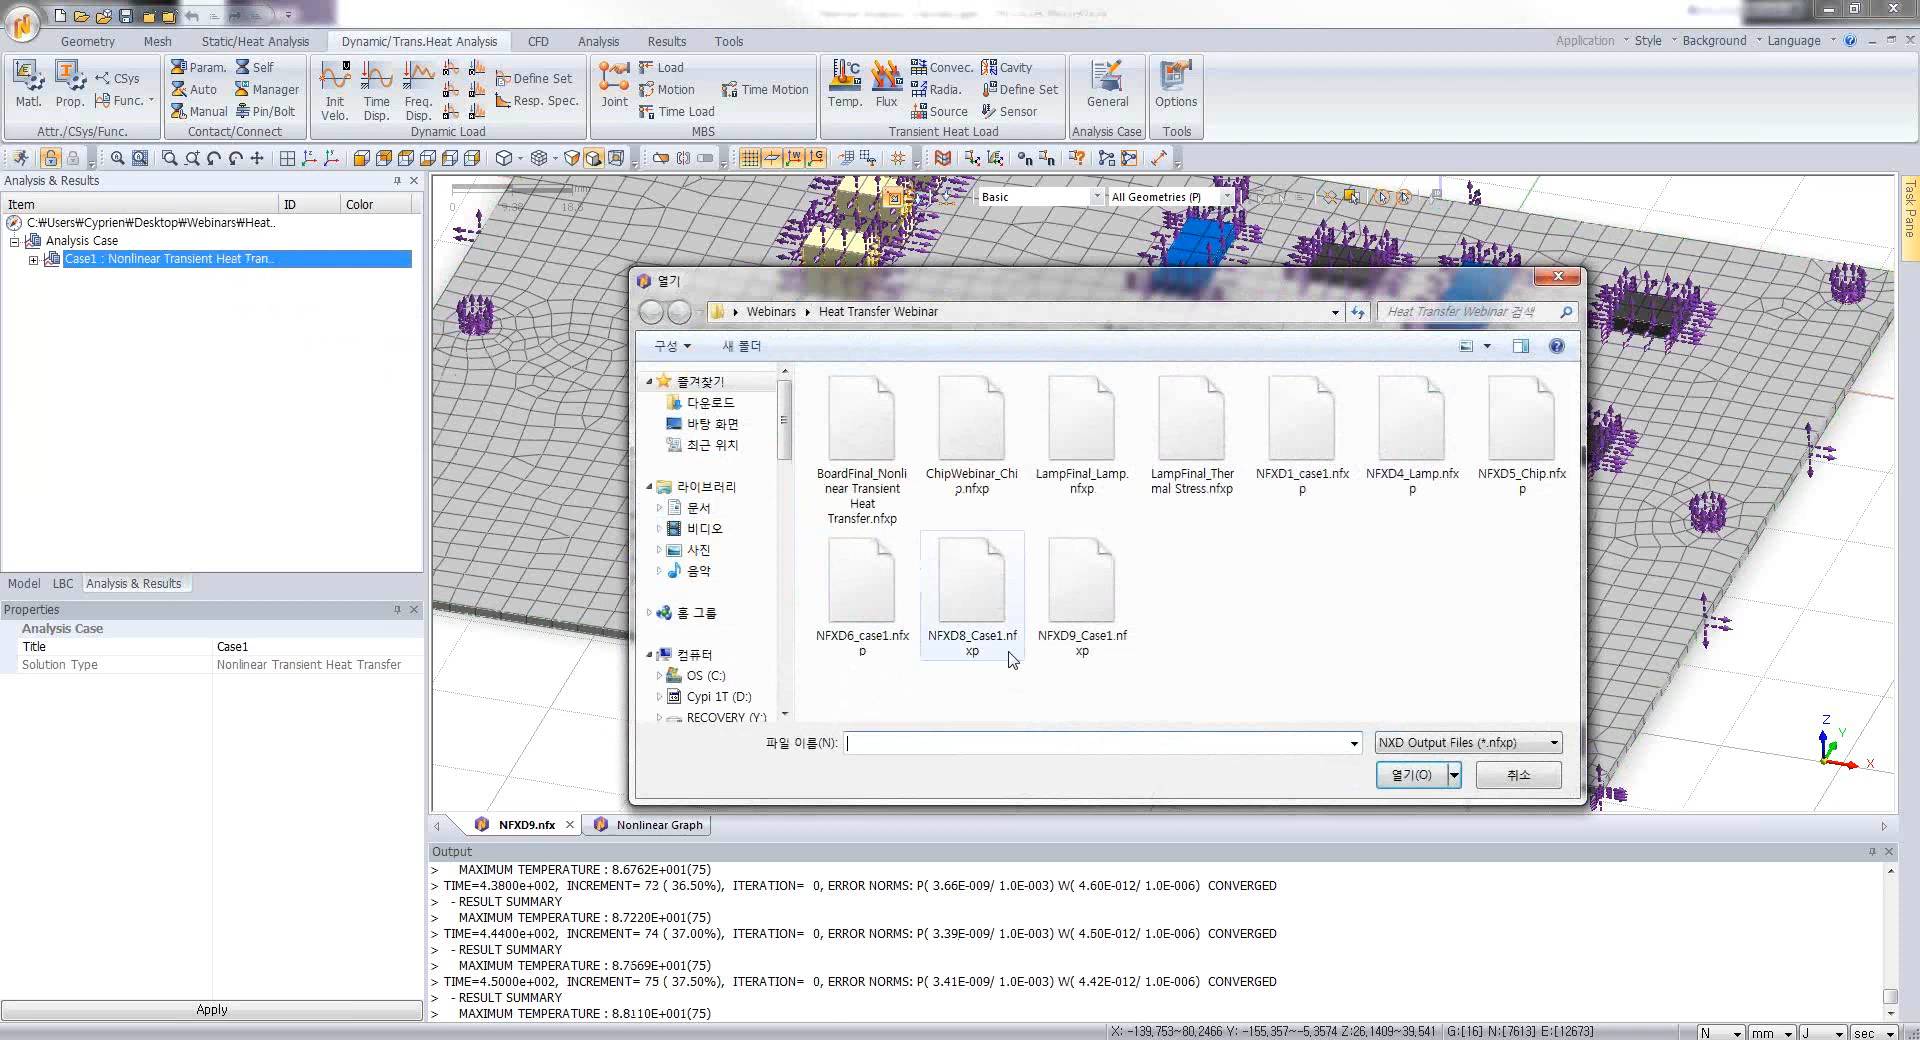 Geometry Mesh Static/Heat Analysis Dynamic/Trans.Heat Analysis CFD Analysis Results Tools
Application Style Background Language
Matl. Prop. CSys Func.
Attr./CSys/Func.
Param. Self
Auto Manager
Manual Pin/Bolt
Contact/Connect
Init Velo. Time Disp. Freq. Disp. Define Set Resp. Spec.
Dynamic Load
Joint Load Motion Time Load Time Motion
MBS
Temp. Flux Convec. Cavity
Radia. Define Set
Source Sensor
Transient Heat Load
General
Analysis Case
Options
Tools
Analysis & Results
Item ID Color
C:₩Users₩Cyprien₩Desktop₩Webinars₩Heat..
Analysis Case
Case1 : Nonlinear Transient Heat Tran..
Model LBC Analysis & Results
Properties
Analysis Case
Title Case1
Solution Type Nonlinear Transient Heat Transfer
Apply
Basic All Geometries (P)
Task Pane
열기
Webinars Heat Transfer Webinar
Heat Transfer Webinar 검색
구성 새 폴더
즐겨찾기
다운로드
바탕 화면
최근 위치
라이브러리
문서
비디오
사진
음악
홈 그룹
컴퓨터
OS (C:)
Cypi 1T (D:)
RECOVERY (Y:)
BoardFinal_Nonlinear Transient Heat Transfer.nfxp
ChipWebinar_Chip.nfxp
LampFinal_Lamp.nfxp
LampFinal_Thermal Stress.nfxp
NFXD1_case1.nfxp
NFXD4_Lamp.nfxp
NFXD5_Chip.nfxp
NFXD6_case1.nfxp
NFXD8_Case1.nfxp
NFXD9_Case1.nfxp
파일 이름(N):
NXD Output Files (*.nfxp)
열기(O) 취소
Z
Y
X
NFXD9.nfx Nonlinear Graph
Output
> MAXIMUM TEMPERATURE : 8.6762E+001(75)
> TIME=4.3800e+002, INCREMENT= 73 ( 36.50%), ITERATION= 0, ERROR NORMS: P( 3.66E-009/ 1.0E-003) W( 4.60E-012/ 1.0E-006) CONVERGED
> - RESULT SUMMARY
> MAXIMUM TEMPERATURE : 8.7220E+001(75)
> TIME=4.4400e+002, INCREMENT= 74 ( 37.00%), ITERATION= 0, ERROR NORMS: P( 3.39E-009/ 1.0E-003) W( 4.50E-012/ 1.0E-006) CONVERGED
> - RESULT SUMMARY
> MAXIMUM TEMPERATURE : 8.7669E+001(75)
> TIME=4.5000e+002, INCREMENT= 75 ( 37.50%), ITERATION= 0, ERROR NORMS: P( 3.41E-009/ 1.0E-003) W( 4.42E-012/ 1.0E-006) CONVERGED
> - RESULT SUMMARY
> MAXIMUM TEMPERATURE : 8.8110E+001(75)
X: -139,753~80,2466 Y: -155,357~-5,3574 Z:26,1409~39,541 G:[16] N:[7613] E:[12673]
N mm J sec